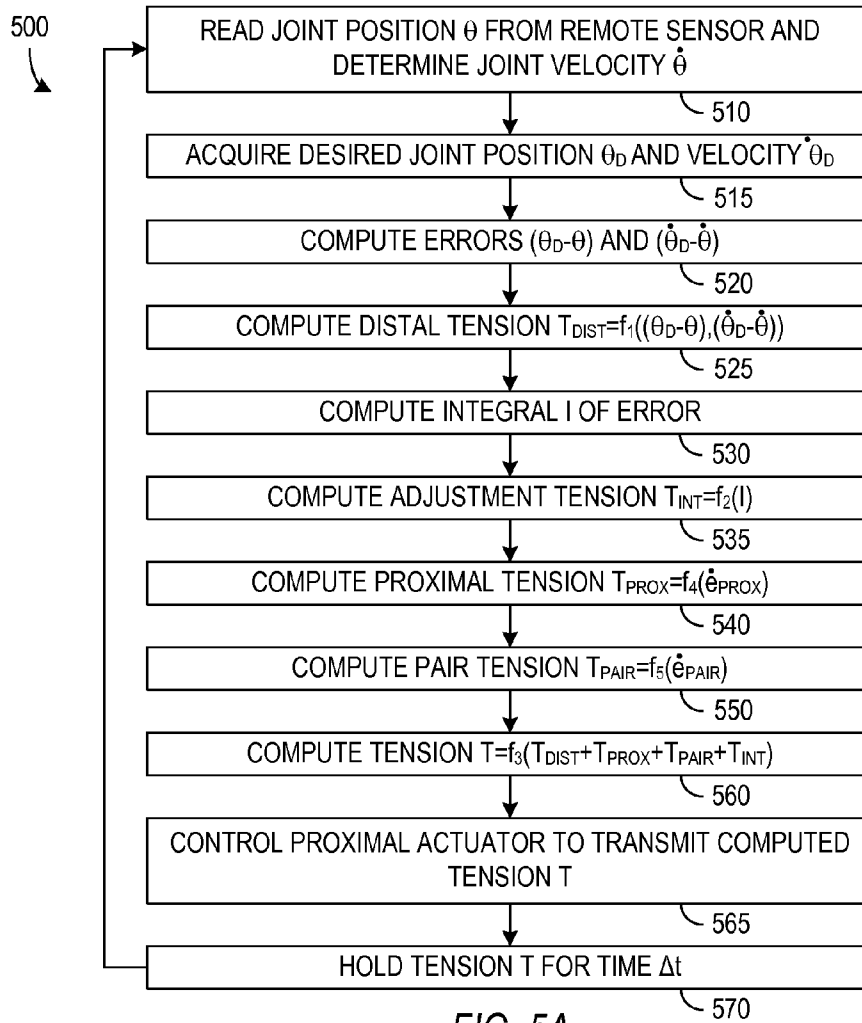 500
READ JOINT POSITION θ FROM REMOTE SENSOR AND
DETERMINE JOINT VELOCITY θ̇
510
ACQUIRE DESIRED JOINT POSITION θD AND VELOCITY θ̇D
515
COMPUTE ERRORS (θD-θ) AND (θ̇D-θ̇)
520
COMPUTE DISTAL TENSION TDIST=f1((θD-θ),(θ̇D-θ̇))
525
COMPUTE INTEGRAL I OF ERROR
530
COMPUTE ADJUSTMENT TENSION TINT=f2(I)
535
COMPUTE PROXIMAL TENSION TPROX=f4(ėPROX)
540
COMPUTE PAIR TENSION TPAIR=f5(ėPAIR)
550
COMPUTE TENSION T=f3(TDIST+TPROX+TPAIR+TINT)
560
CONTROL PROXIMAL ACTUATOR TO TRANSMIT COMPUTED
TENSION T
565
HOLD TENSION T FOR TIME Δt
570
FIG. 5A